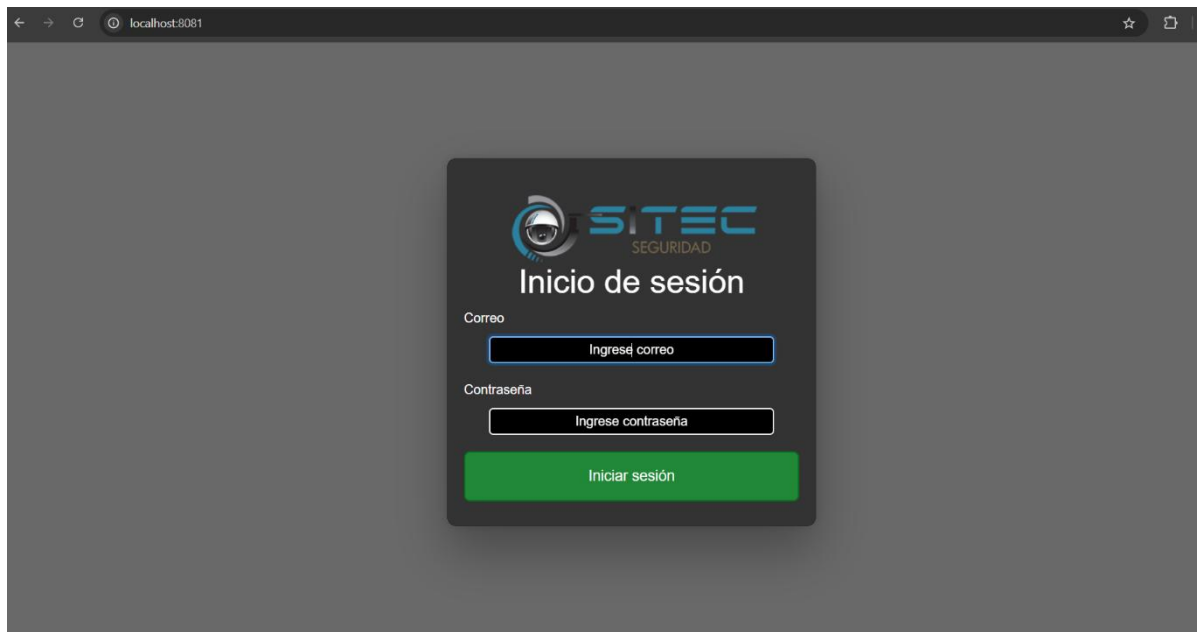 localhost:8081
SITEC
SEGURIDAD
Inicio de sesión
Correo
Ingrese correo
Contraseña
Ingrese contraseña
Iniciar sesión